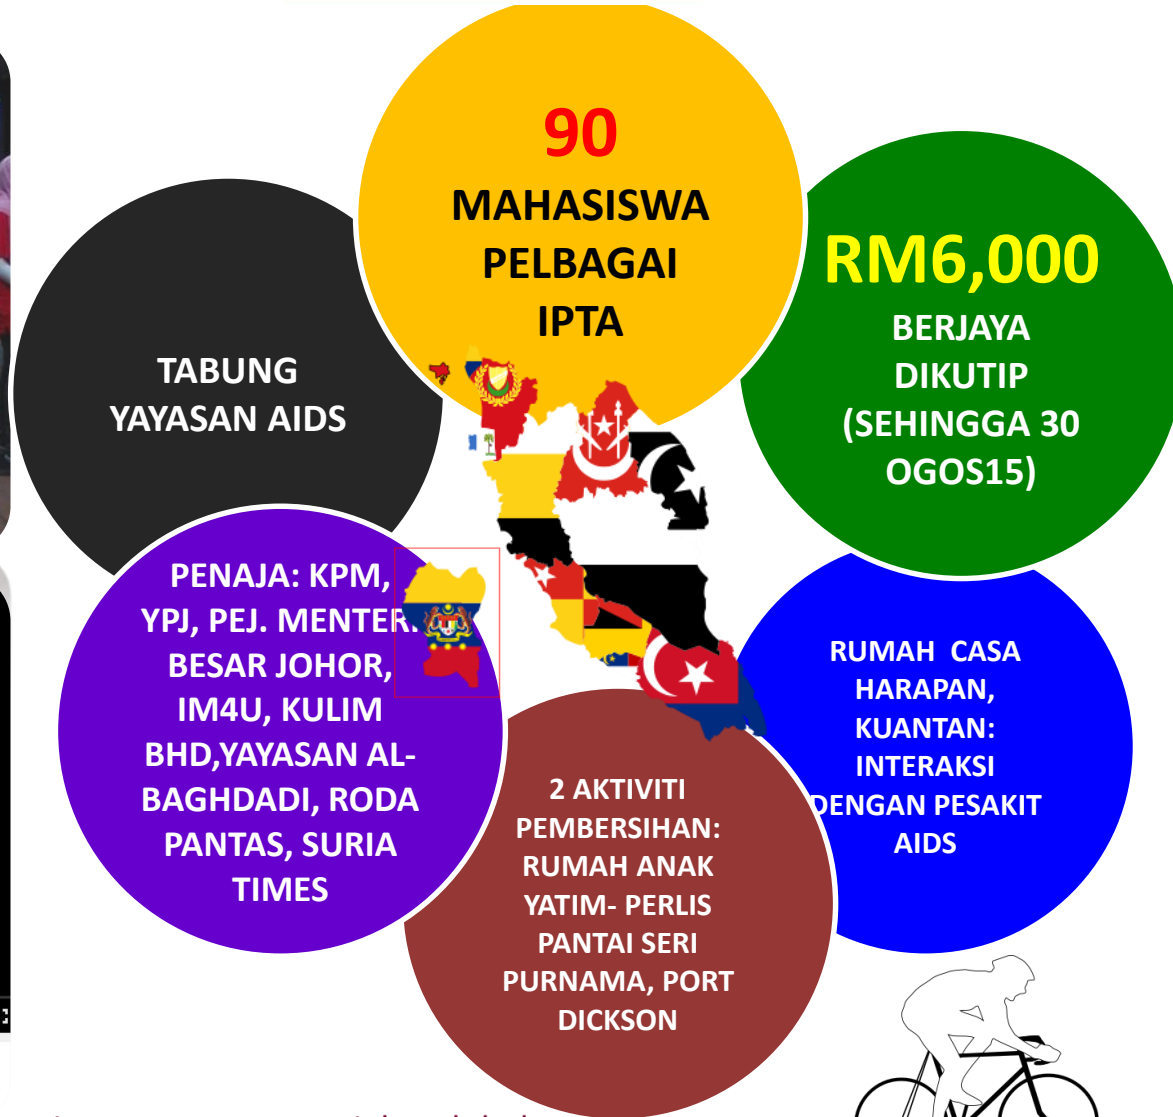 90
MAHASISWA
PELBAGAI
IPTA
RM6,000
BERJAYA
DIKUTIP
(SEHINGGA 30
OGOS15)
RUMAH CASA
HARAPAN,
KUANTAN:
INTERAKSI
DENGAN PESAKIT
AIDS
2 AKTIVITI
PEMBERSIHAN:
RUMAH ANAK
YATIM- PERLIS
PANTAI SERI
PURNAMA, PORT
DICKSON
PENAJA: KPM,
YPJ, PEJ. MENTERI
BESAR JOHOR,
IM4U, KULIM
BHD,YAYASAN AL-
BAGHDADI, RODA
PANTAS, SURIA
TIMES
TABUNG
YAYASAN AIDS